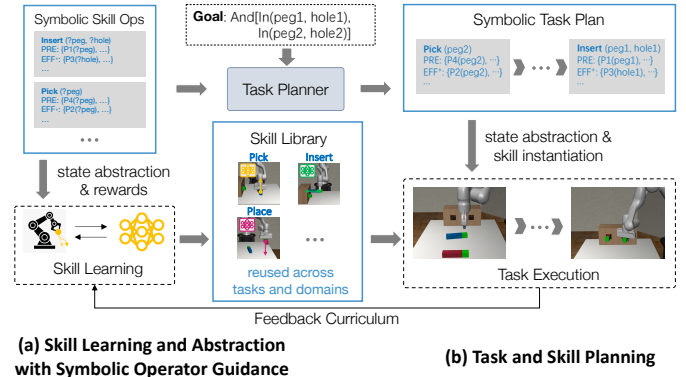 Symbolic Skill Ops
Insert (?peg, ?hole)
PRE: {P1(?peg), ...}
EFF-: {P3(?hole), ...}
...
Pick (?peg)
PRE: {P4(?peg), ...}
EFF-: {P2(?peg), ...}
...
Goal: And[In(peg1, hole1),
In(peg2, hole2)]
Task Planner
Symbolic Task Plan
Pick (peg2)
PRE: {P4(peg2), ...}
EFF+: {P2(peg2), ...}
...
Insert (peg1, hole1)
PRE: {P1(peg1), ...}
EFF+: {P3(hole1), ...}
...
state abstraction
& rewards
Skill Library
Pick
Insert
Place
...
reused across
tasks and domains
state abstraction &
skill instantiation
Skill Learning
Task Execution
Feedback Curriculum
(a) Skill Learning and Abstraction
with Symbolic Operator Guidance
(b) Task and Skill Planning